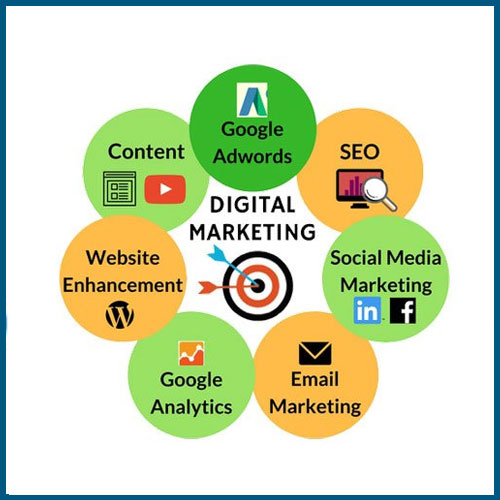 Google
Adwords
Content
SEO
DIGITAL
MARKETING
Website
Enhancement
Social Media
Marketing
in
f
Google
Analytics
Email
Marketing